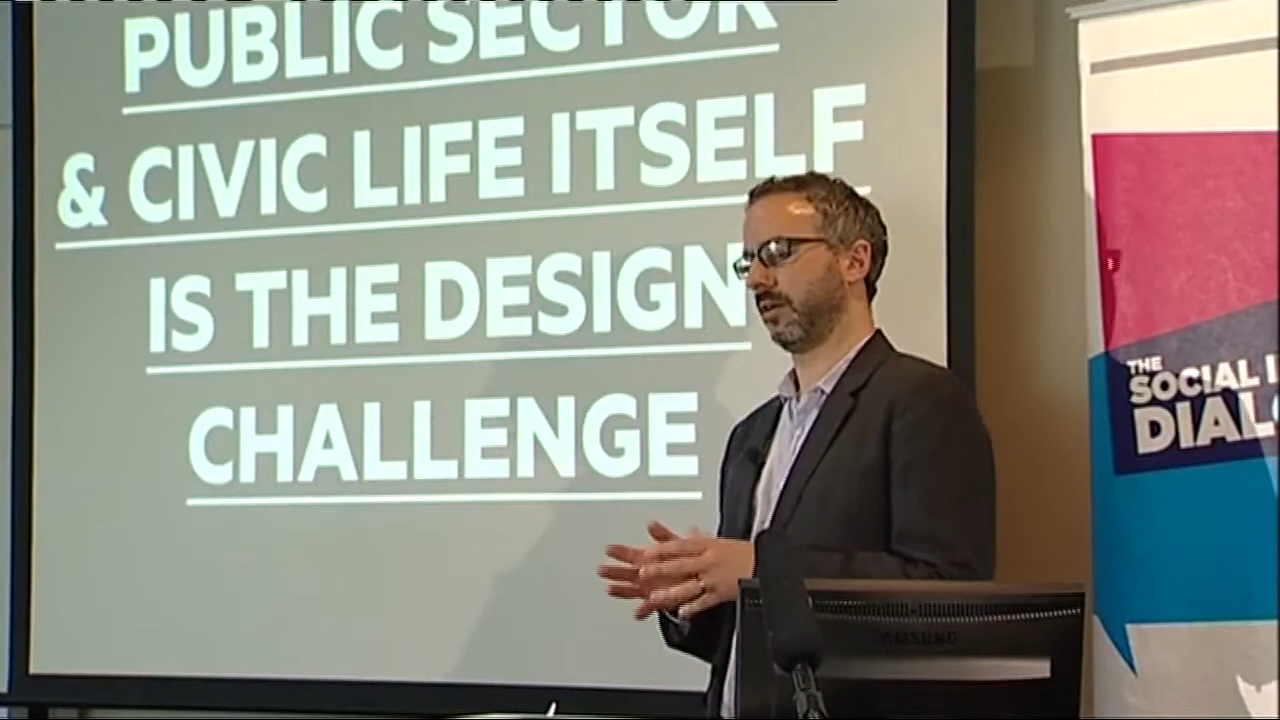 PUBLIC SECTOR
& CIVIC LIFE ITSELF
IS THE DESIGN
CHALLENGE
THE
SOCIAL
SAMSUNG